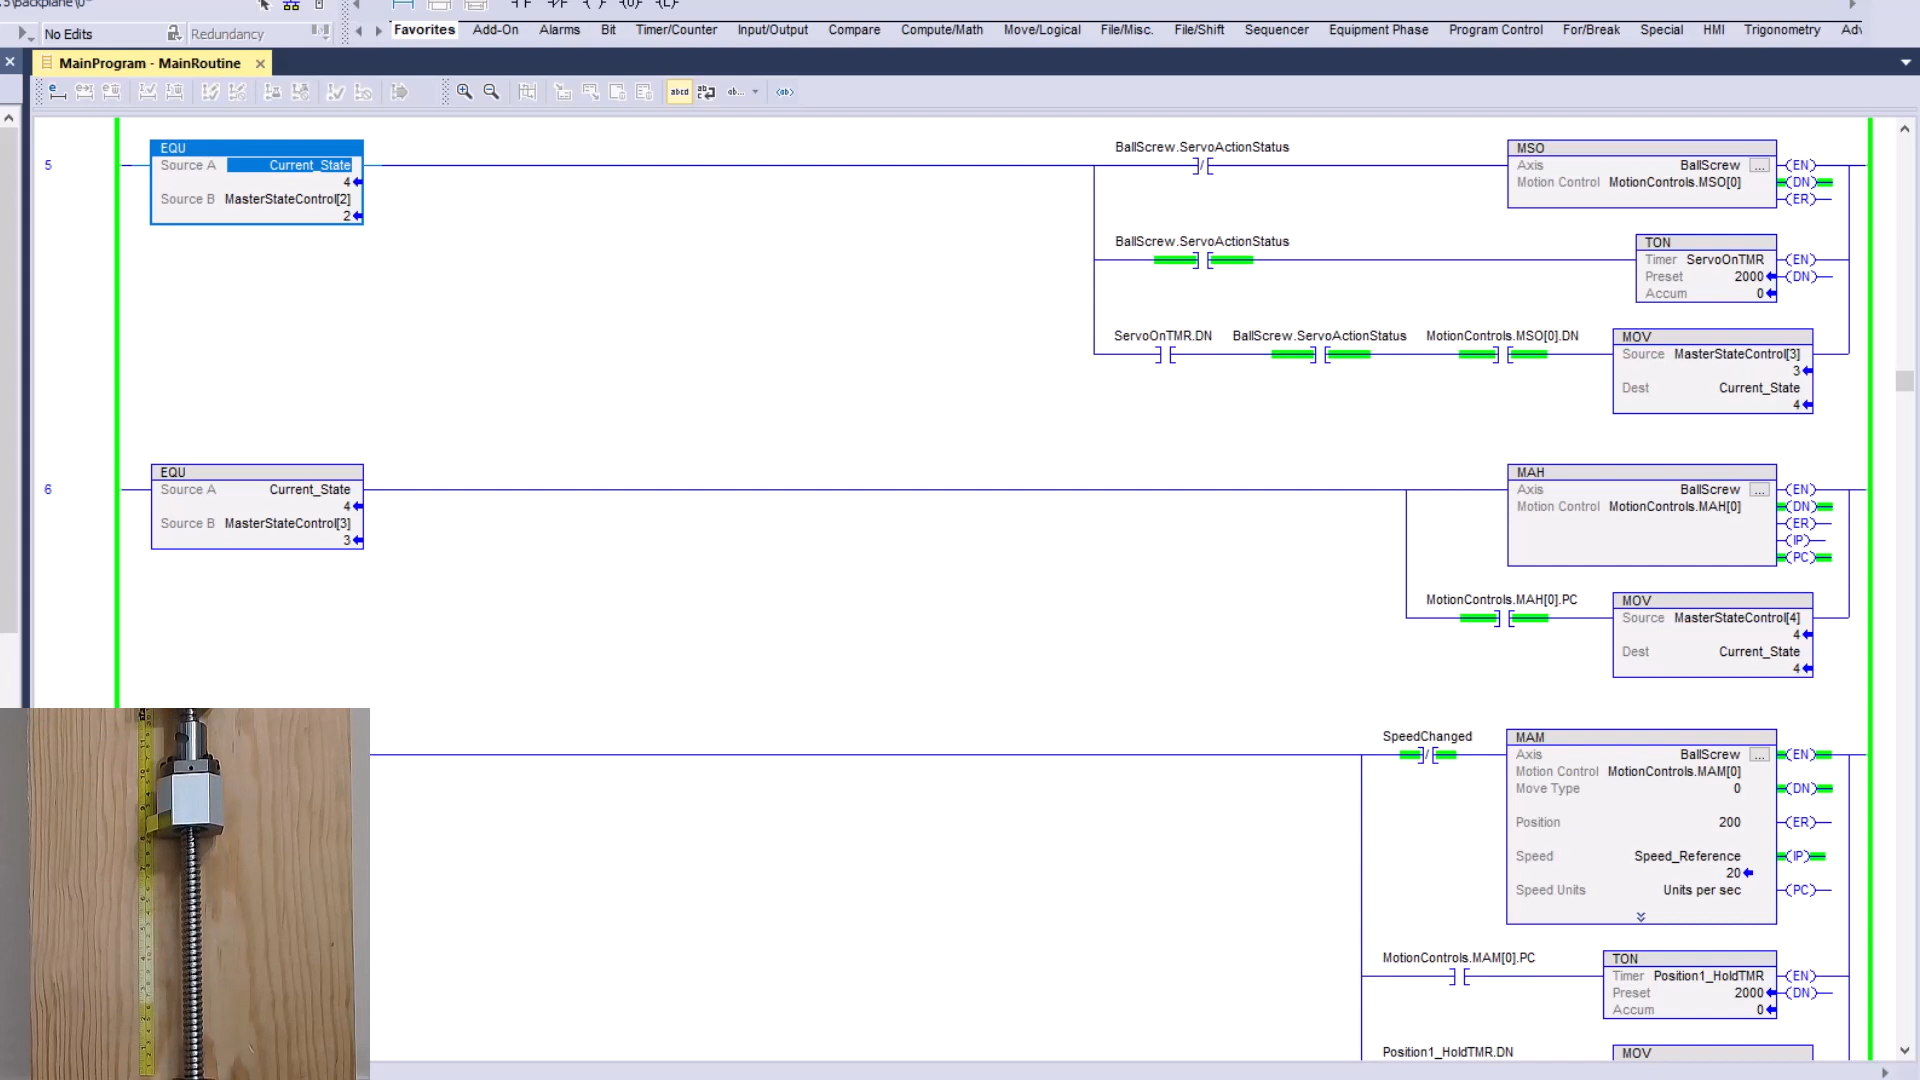 5\Backplane\0*
No Edits
Redundancy
Favorites Add-On Alarms Bit Timer/Counter Input/Output Compare Compute/Math Move/Logical File/Misc. File/Shift Sequencer Equipment Phase Program Control For/Break Special HMI Trigonometry Adv
MainProgram - MainRoutine
abcd ab...
5
EQU
Source A Current_State
4
Source B MasterStateControl[2]
2
BallScrew.ServoActionStatus
MSO
Axis BallScrew ...
Motion Control MotionControls.MSO[0]
(EN)
(DN)
(ER)
BallScrew.ServoActionStatus
TON
Timer ServoOnTMR
Preset 2000
Accum 0
(EN)
(DN)
ServoOnTMR.DN BallScrew.ServoActionStatus MotionControls.MSO[0].DN
MOV
Source MasterStateControl[3]
3
Dest Current_State
4
6
EQU
Source A Current_State
4
Source B MasterStateControl[3]
3
MAH
Axis BallScrew ...
Motion Control MotionControls.MAH[0]
(EN)
(DN)
(ER)
(IP)
(PC)
MotionControls.MAH[0].PC
MOV
Source MasterStateControl[4]
4
Dest Current_State
4
SpeedChanged
MAM
Axis BallScrew ...
Motion Control MotionControls.MAM[0]
Move Type 0
Position 200
Speed Speed_Reference
20
Speed Units Units per sec
(EN)
(DN)
(ER)
(IP)
(PC)
MotionControls.MAM[0].PC
TON
Timer Position1_HoldTMR
Preset 2000
Accum 0
(EN)
(DN)
Position1_HoldTMR.DN
MOV